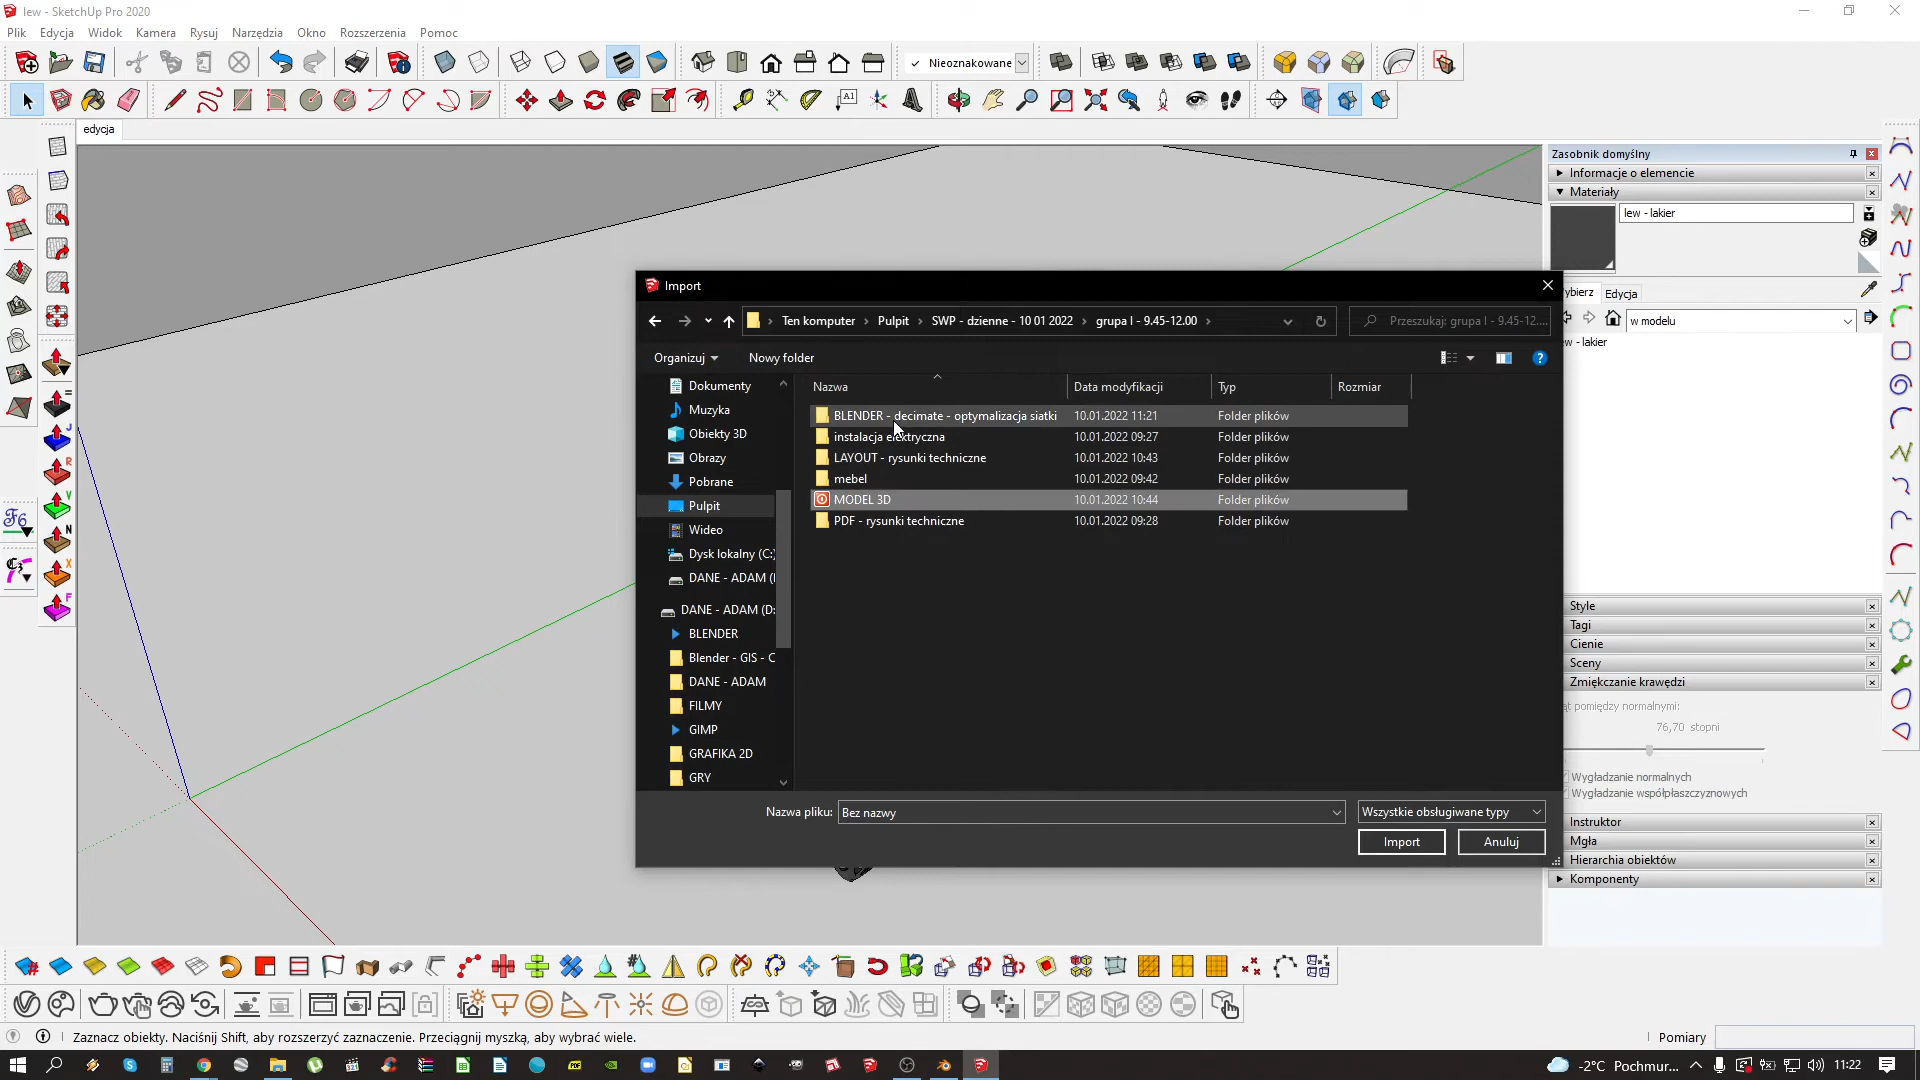 lew - SketchUp Pro 2020
Plik Edycja Widok Kamera Rysuj Narzędzia Okno Rozszerzenia Pomoc
Nieoznakowane
A1
edycja
Zasobnik domyślny
Informacje o elemencie
Materiały
lew - lakier
Import
ybierz Edycja
Ten komputer Pulpit SWP - dzienne - 10 01 2022 grupa I - 9.45-12.00
Przeszukaj: grupa I - 9.45-12....
w modelu
ew - lakier
Organizuj Nowy folder
Nazwa Data modyfikacji Typ Rozmiar
Dokumenty
Muzyka
Obiekty 3D
Obrazy
Pobrane
Pulpit
Wideo
Dysk lokalny (C:)
DANE - ADAM (
DANE - ADAM (D:
BLENDER
Blender - GIS - C
DANE - ADAM
FILMY
GIMP
GRAFIKA 2D
GRY
BLENDER - decimate - optymalizacja siatki 10.01.2022 11:21 Folder plików
instalacja elektryczna 10.01.2022 09:27 Folder plików
LAYOUT - rysunki techniczne 10.01.2022 10:43 Folder plików
mebel 10.01.2022 09:42 Folder plików
MODEL 3D 10.01.2022 10:44 Folder plików
PDF - rysunki techniczne 10.01.2022 09:28 Folder plików
Nazwa pliku: Bez nazwy Wszystkie obsługiwane typy
Import Anuluj
Style
Tagi
Cienie
Sceny
Zmiękczanie krawędzi
ąt pomiędzy normalnymi:
76,70 stopni
Wygładzanie normalnych
Wygładzanie współpłaszczyznowych
Instruktor
Mgła
Hierarchia obiektów
Komponenty
Zaznacz obiekty. Naciśnij Shift, aby rozszerzyć zaznaczenie. Przeciągnij myszką, aby wybrać wiele.
Pomiary
-2°C Pochmur... 11:22